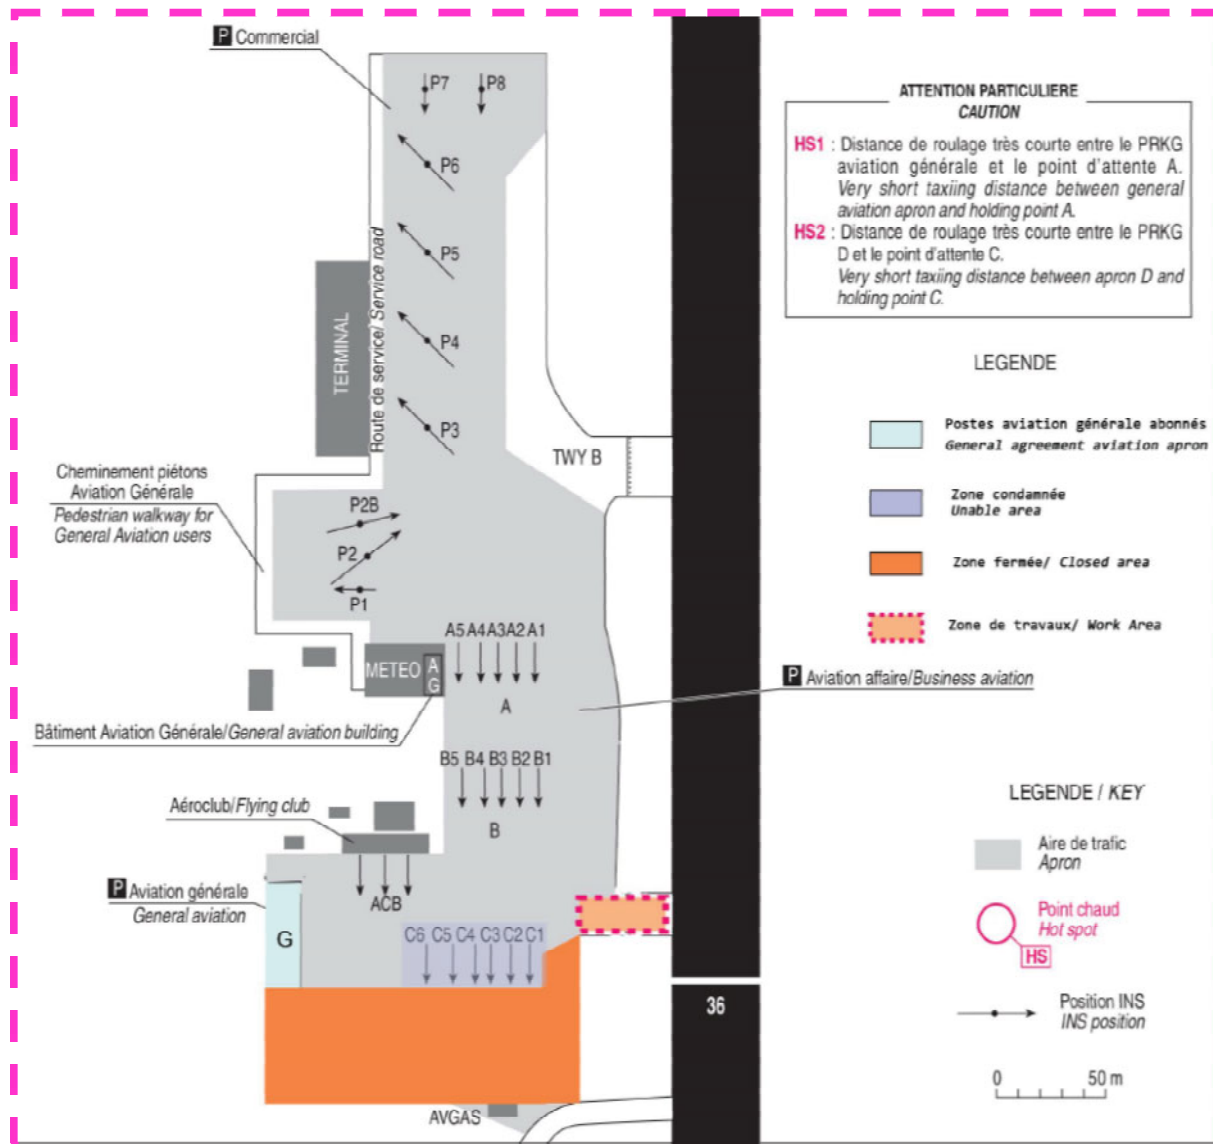 P Commercial
P7
P8
P6
P5
P4
P3
TERMINAL
Route de service/ Service road
TWY B
Cheminement piétons
Aviation Générale
Pedestrian walkway for
General Aviation users
P2B
P2
P1
A5 A4 A3 A2 A1
METEO
A
G
A
P Aviation affaire/Business aviation
Bâtiment Aviation Générale/General aviation building
B5 B4 B3 B2 B1
B
Aéroclub/Flying club
P Aviation générale
General aviation
ACB
G
C6 C5 C4 C3 C2 C1
AVGAS
36
ATTENTION PARTICULIERE
CAUTION
HS1 : Distance de roulage très courte entre le PRKG
aviation générale et le point d'attente A.
Very short taxiing distance between general
aviation apron and holding point A.
HS2 : Distance de roulage très courte entre le PRKG
D et le point d'attente C.
Very short taxiing distance between apron D and
holding point C.
LEGENDE
Postes aviation générale abonnés
General agreement aviation apron
Zone condamnée
Unable area
Zone fermée/ Closed area
Zone de travaux/ Work Area
LEGENDE / KEY
Aire de trafic
Apron
Point chaud
Hot spot
HS
Position INS
INS position
0 50 m